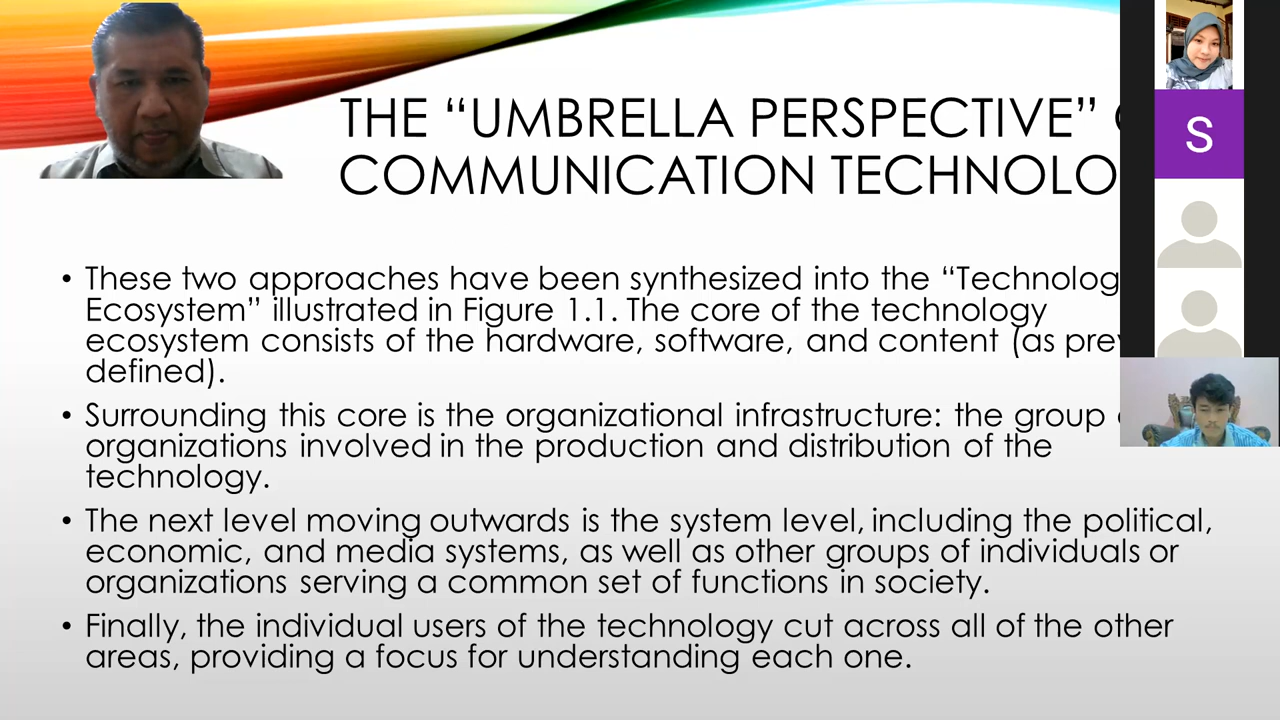 THE “UMBRELLA PERSPECTIVE”
COMMUNICATION TECHNOLO
S
• These two approaches have been synthesized into the “Technolog
Ecosystem” illustrated in Figure 1.1. The core of the technology
ecosystem consists of the hardware, software, and content (as prev
defined).
• Surrounding this core is the organizational infrastructure: the group
organizations involved in the production and distribution of the
technology.
• The next level moving outwards is the system level, including the political,
economic, and media systems, as well as other groups of individuals or
organizations serving a common set of functions in society.
• Finally, the individual users of the technology cut across all of the other
areas, providing a focus for understanding each one.